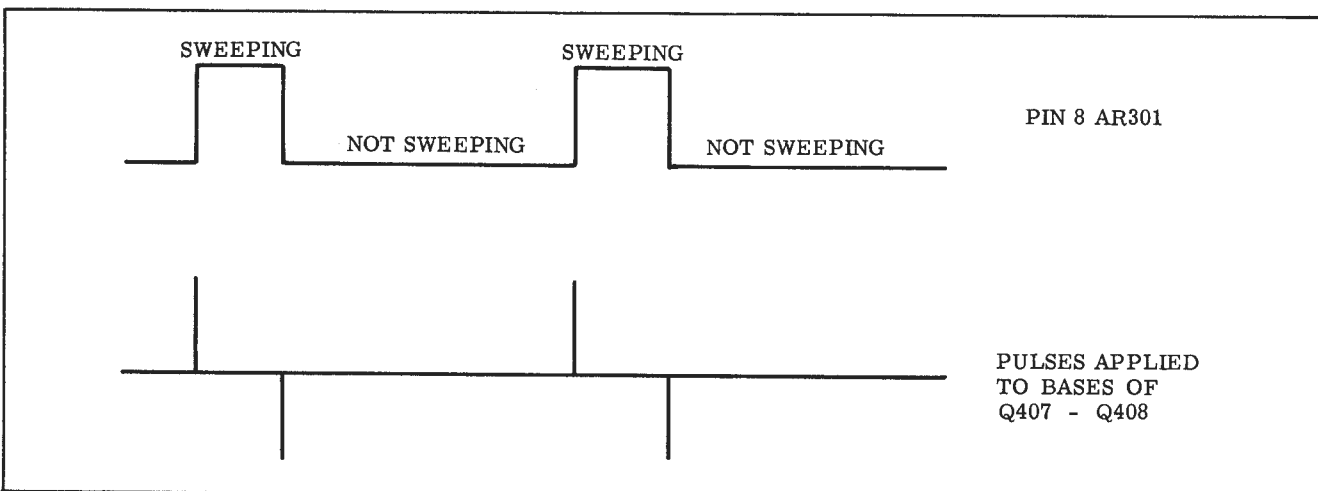 SWEEPING
SWEEPING
NOT SWEEPING
NOT SWEEPING
PIN 8 AR301
PULSES APPLIED
TO BASES OF
Q407 - Q408